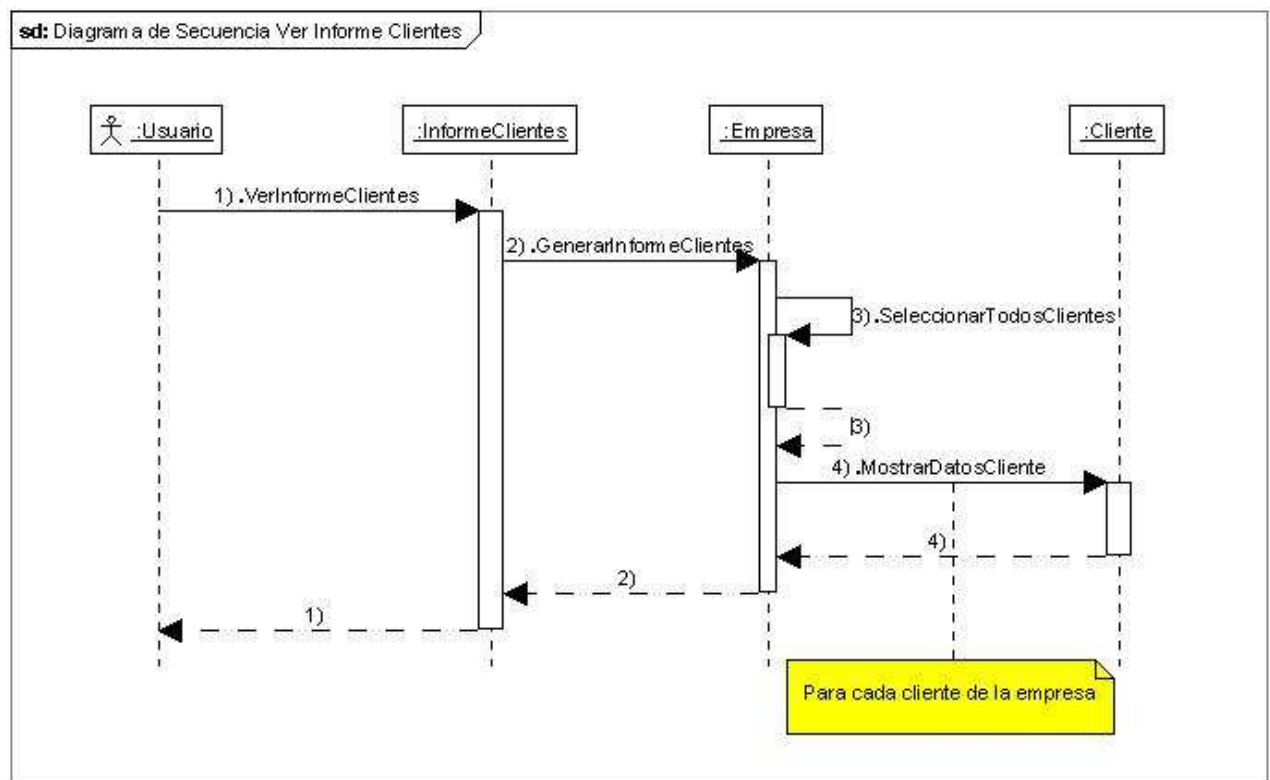 sd: Diagrama de Secuencia Ver Informe Clientes
:Usuario
:InformeClientes
:Empresa
:Cliente
1) .VerInformeClientes
2) .GenerarInformeClientes
3).SeleccionarTodosClientes
3)
4) .MostrarDatosCliente
4)
2)
1)
Para cada cliente de la empresa